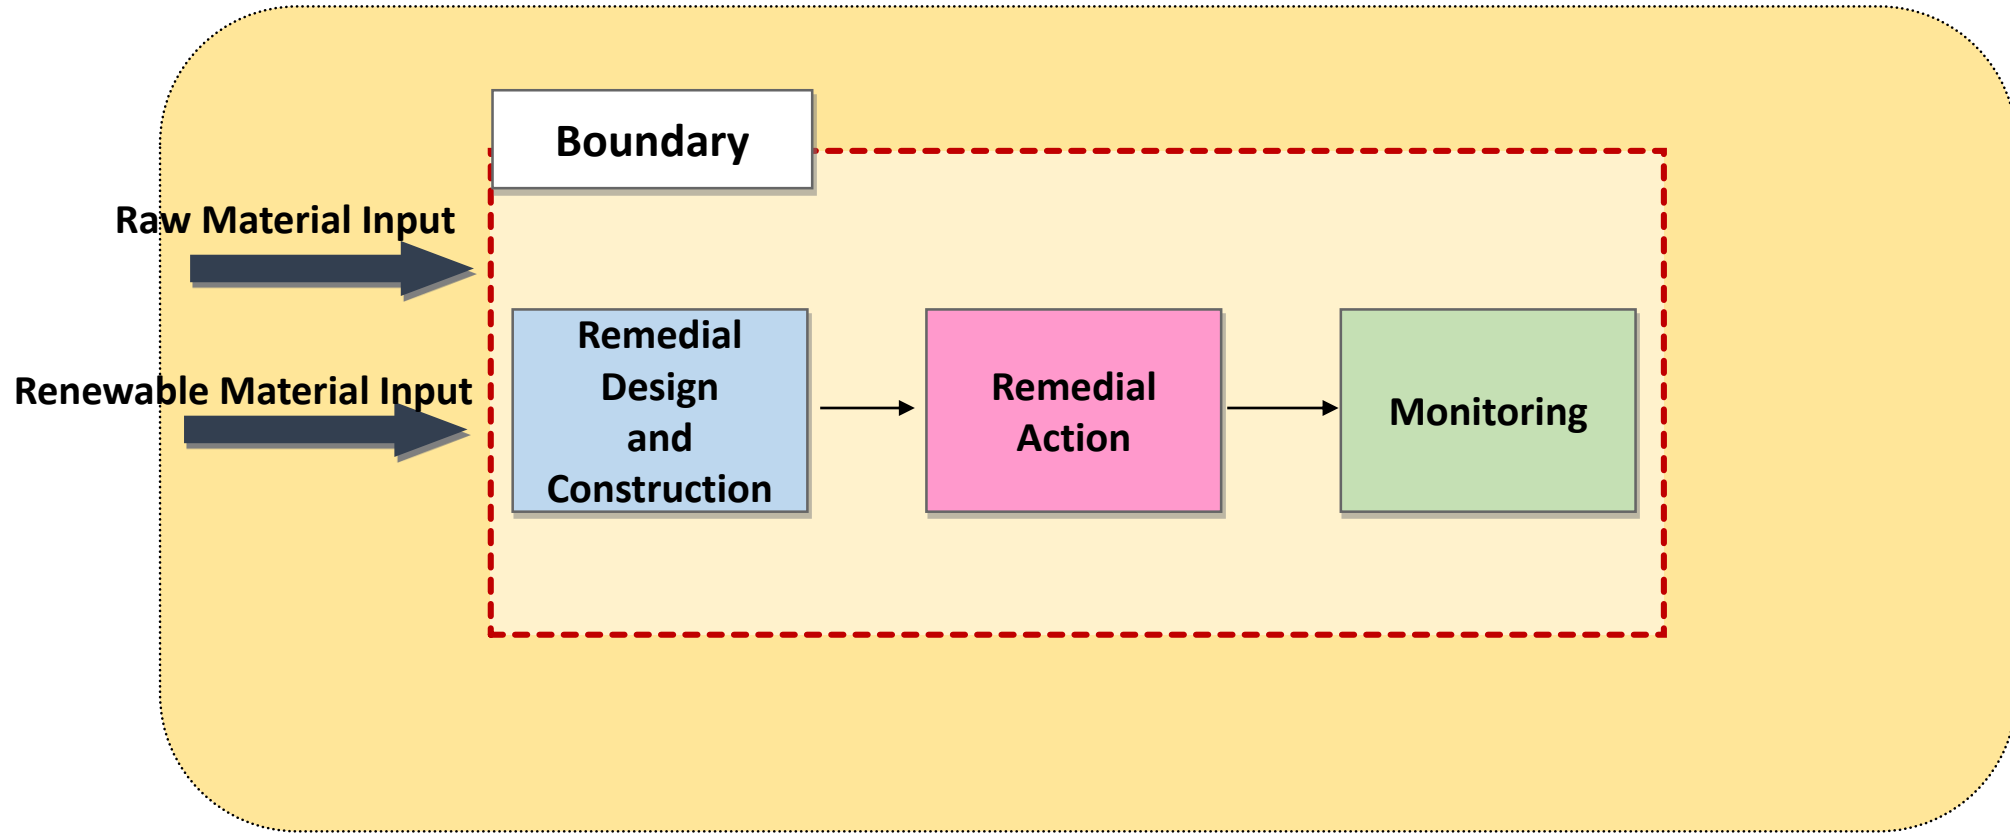 Boundary
Raw Material Input
Renewable Material Input
Remedial
Design
and
Construction
Remedial
Action
Monitoring